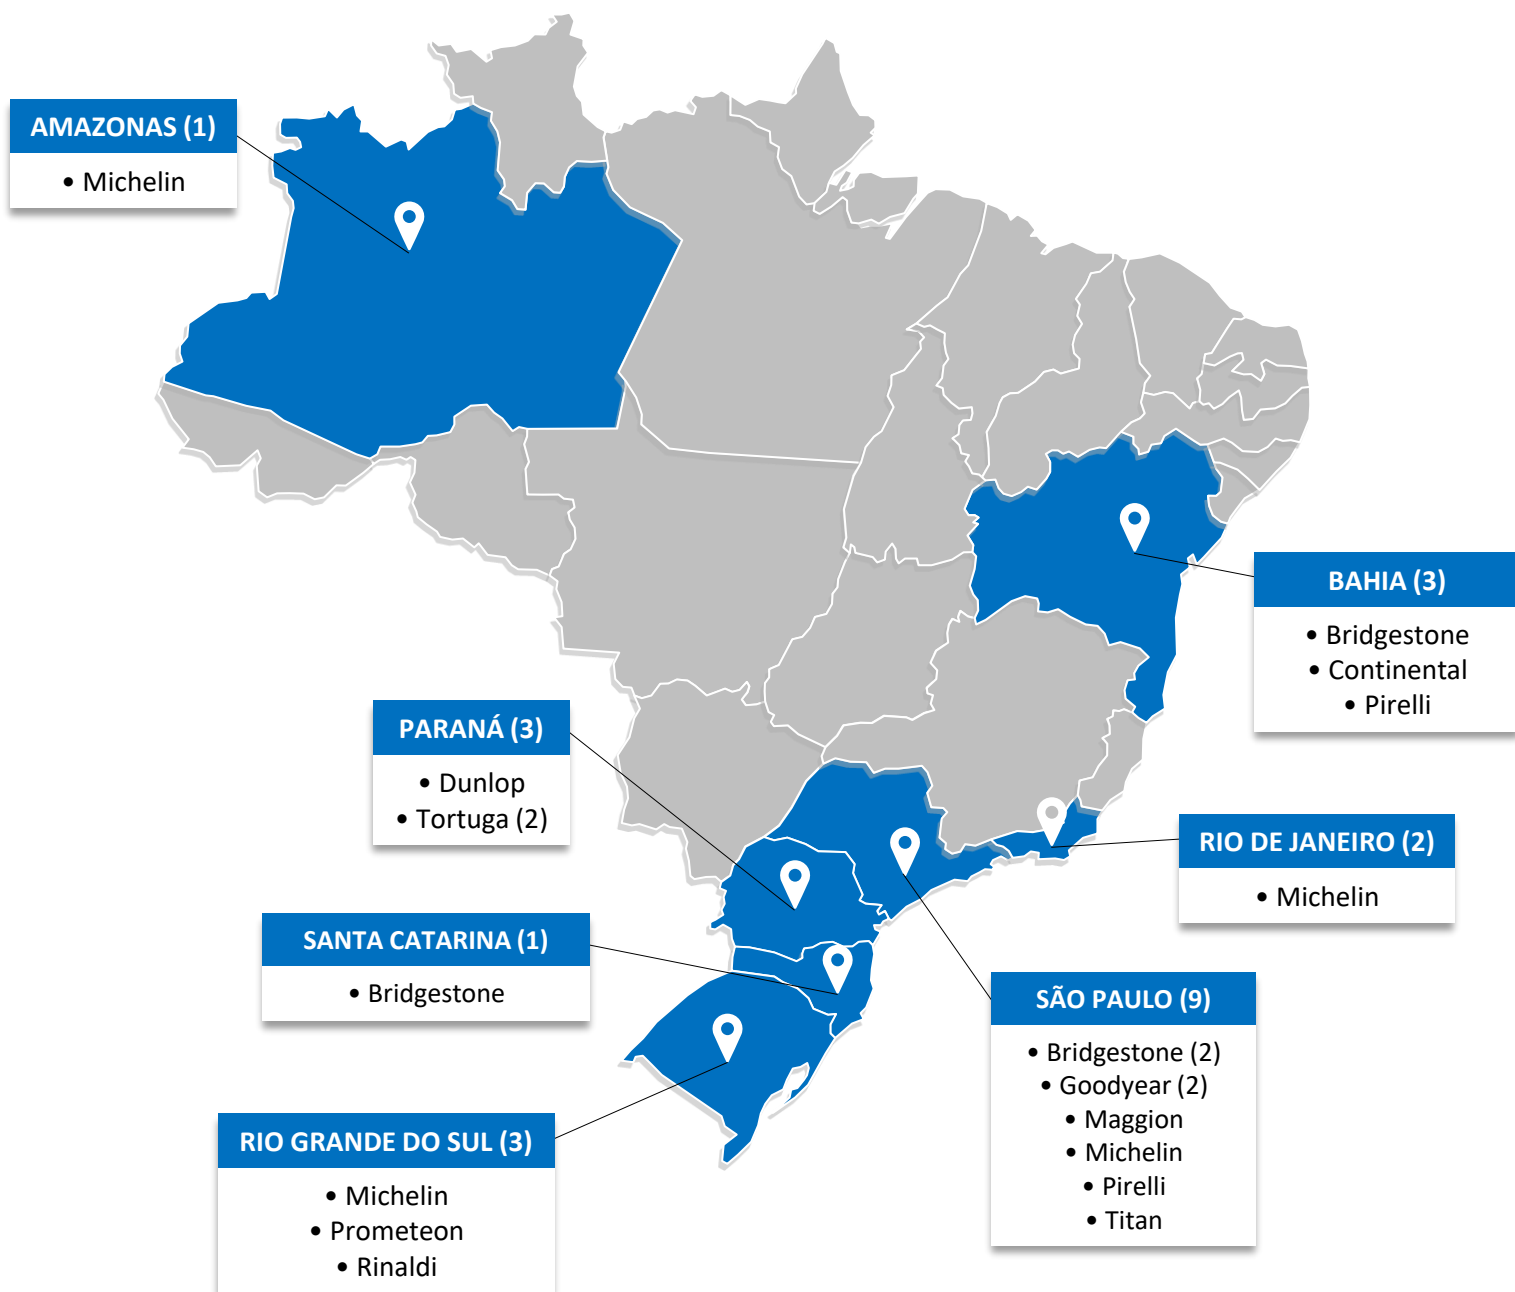 AMAZONAS (1)
• Michelin
BAHIA (3)
• Bridgestone
• Continental
• Pirelli
PARANÁ (3)
• Dunlop
• Tortuga (2)
RIO DE JANEIRO (2)
• Michelin
SANTA CATARINA (1)
• Bridgestone
SÃO PAULO (9)
• Bridgestone (2)
• Goodyear (2)
• Maggion
• Michelin
• Pirelli
• Titan
RIO GRANDE DO SUL (3)
• Michelin
• Prometeon
• Rinaldi